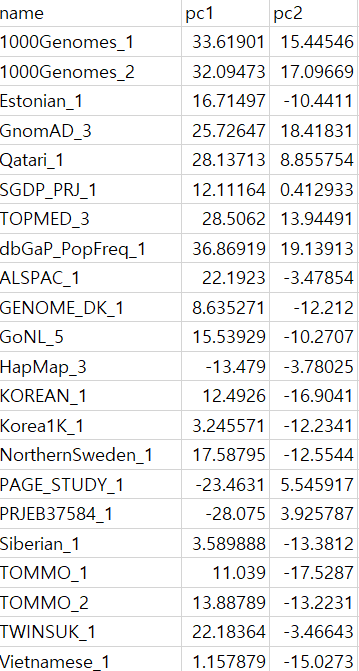 name pc1 pc2
1000Genomes_1 33.61901 15.44546
1000Genomes_2 32.09473 17.09669
Estonian_1 16.71497 -10.4411
GnomAD_3 25.72647 18.41831
Qatari_1 28.13713 8.855754
SGDP_PRJ_1 12.11164 0.412933
TOPMED_3 28.5062 13.94491
dbGaP_PopFreq_1 36.86919 19.13913
ALSPAC_1 22.1923 -3.47854
GENOME_DK_1 8.635271 -12.212
GoNL_5 15.53929 -10.2707
HapMap_3 -13.479 -3.78025
KOREAN_1 12.4926 -16.9041
Korea1K_1 3.245571 -12.2341
NorthernSweden_1 17.58795 -12.5544
PAGE_STUDY_1 -23.4631 5.545917
PRJEB37584_1 -28.075 3.925787
Siberian_1 3.589888 -13.3812
TOMMO_1 11.039 -17.5287
TOMMO_2 13.88789 -13.2231
TWINSUK_1 22.18364 -3.46643
Vietnamese_1 1.157879 -15.0273